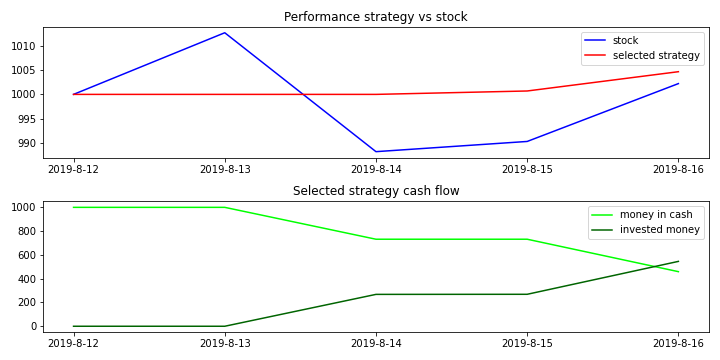 Performance strategy vs stock
1010
1005
1000
995
990
stock
selected strategy
2019-8-12 2019-8-13 2019-8-14 2019-8-15 2019-8-16
Selected strategy cash flow
1000
800
600
400
200
0
money in cash
invested money
2019-8-12 2019-8-13 2019-8-14 2019-8-15 2019-8-16